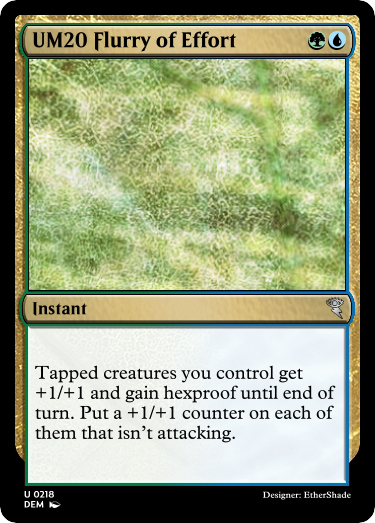 UM20 Flurry of Effort
Instant
Tapped creatures you control get
+1/+1 and gain hexproof until end of
turn. Put a +1/+1 counter on each of
them that isn't attacking.
U 0218
DEM
Designer: EtherShade